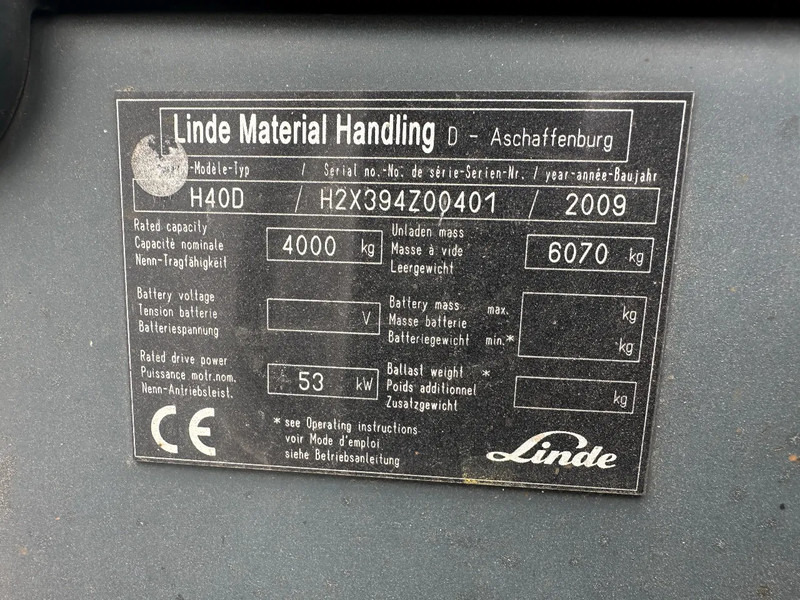 Linde Material Handling D - Aschaffenburg
-Modèle-Typ / Serial no.-No. de série-Serien-Nr. / year-année-Baujahr
H40D / H2X394Z00401 / 2009
Rated capacity
Capacité nominale
Nenn-Tragfähigkeit
4000 kg
Unladen mass
Masse à vide
Leergewicht
6070 kg
Battery voltage
Tension batterie
Batteriespannung
V
Battery mass max.
Masse batterie
Batteriegewicht min.*
kg
kg
Rated drive power
Puissance motr.nom.
Nenn-Antriebsleist.
53 kW
Ballast weight *
Poids additionnel
Zusatzgewicht
kg
CE
* see Operating instructions
voir Mode d'emploi
siehe Betriebsanleitung
Linde